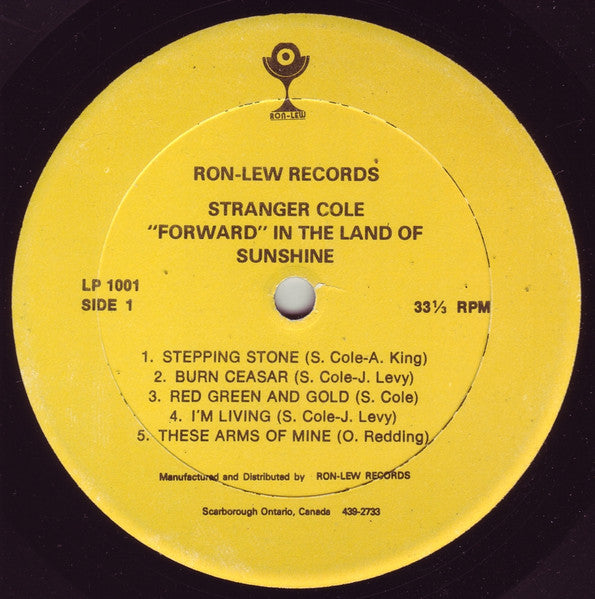 RON-LEW
RON-LEW RECORDS
STRANGER COLE
"FORWARD" IN THE LAND OF
SUNSHINE
LP 1001
SIDE 1
33⅓ RPM
1. STEPPING STONE (S. Cole-A. King)
2. BURN CEASAR (S. Cole-J. Levy)
3. RED GREEN AND GOLD (S. Cole)
4. I'M LIVING (S. Cole-J. Levy)
5. THESE ARMS OF MINE (O. Redding)
Manufactured and Distributed by RON-LEW RECORDS
Scarborough Ontario, Canada 439-2733